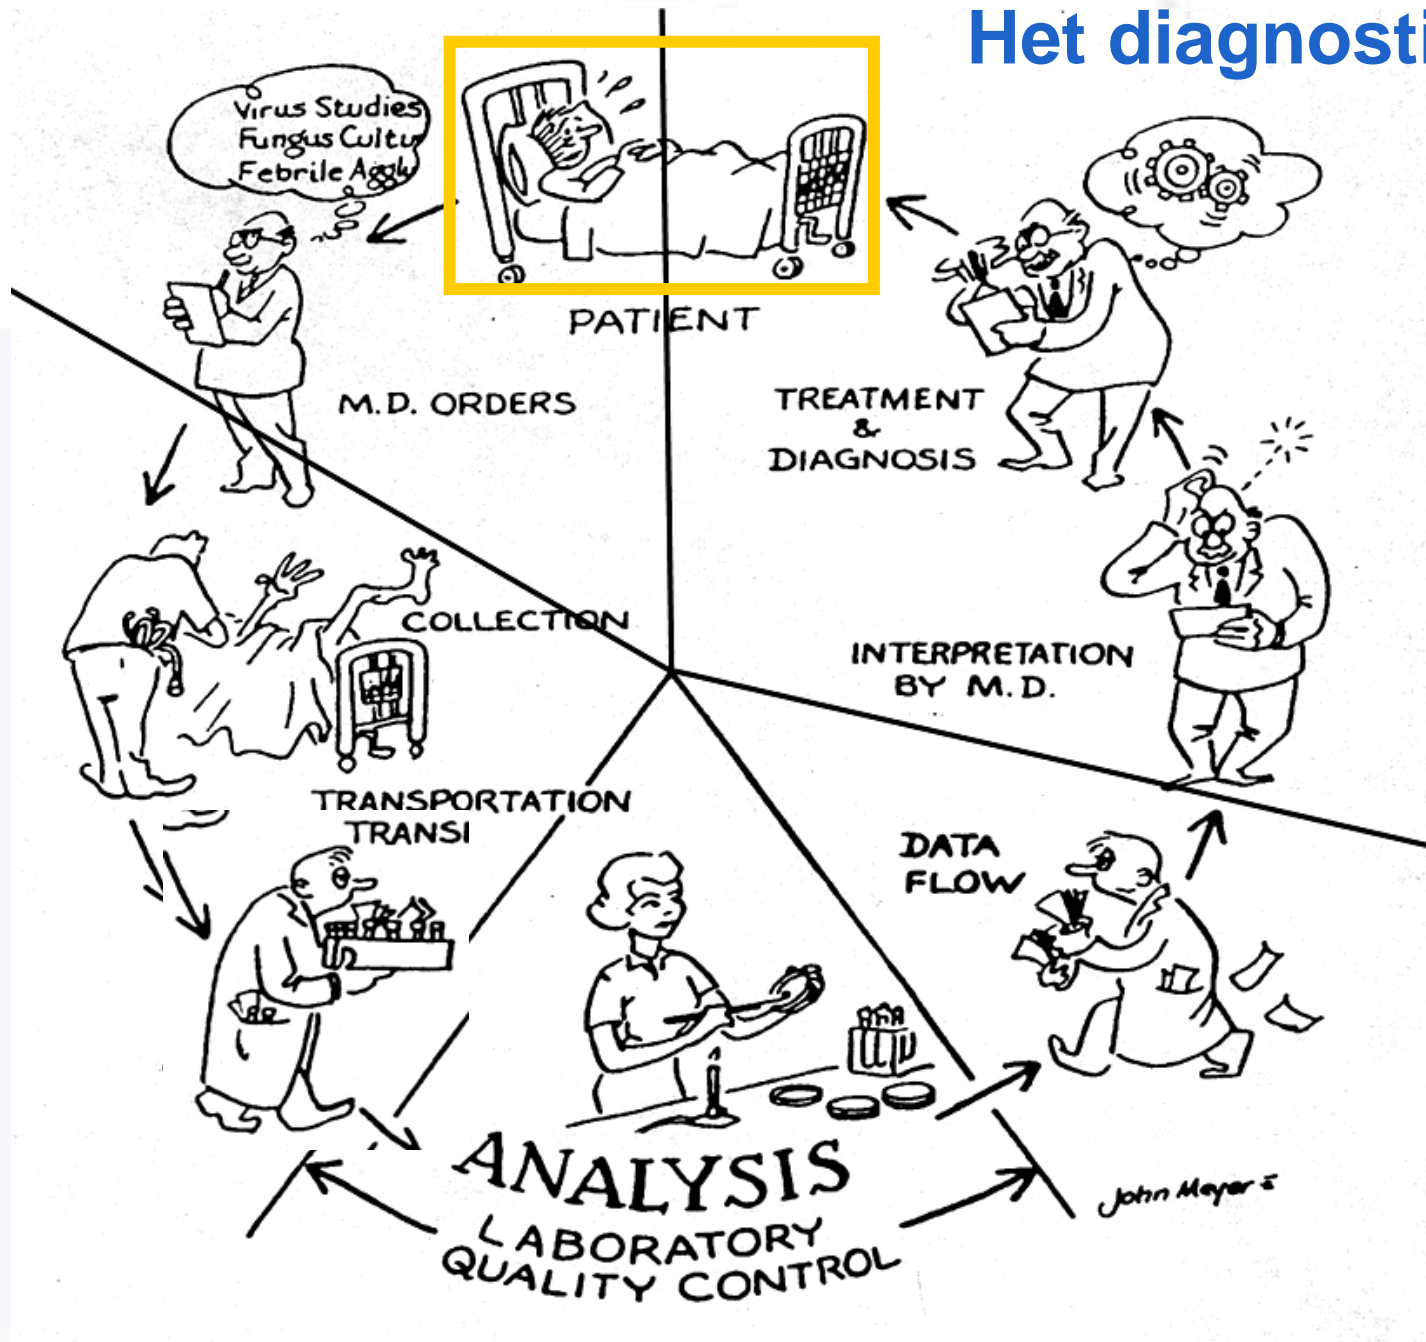 Het diagnosti
Virus Studies
Fungus Cultu
Febrile Aggl
PATIENT
M.D. ORDERS
TREATMENT
&
DIAGNOSIS
COLLECTION
INTERPRETATION
BY M.D.
TRANSPORTATION
TRANSI
DATA
FLOW
ANALYSIS
LABORATORY
QUALITY CONTROL
John Meyer